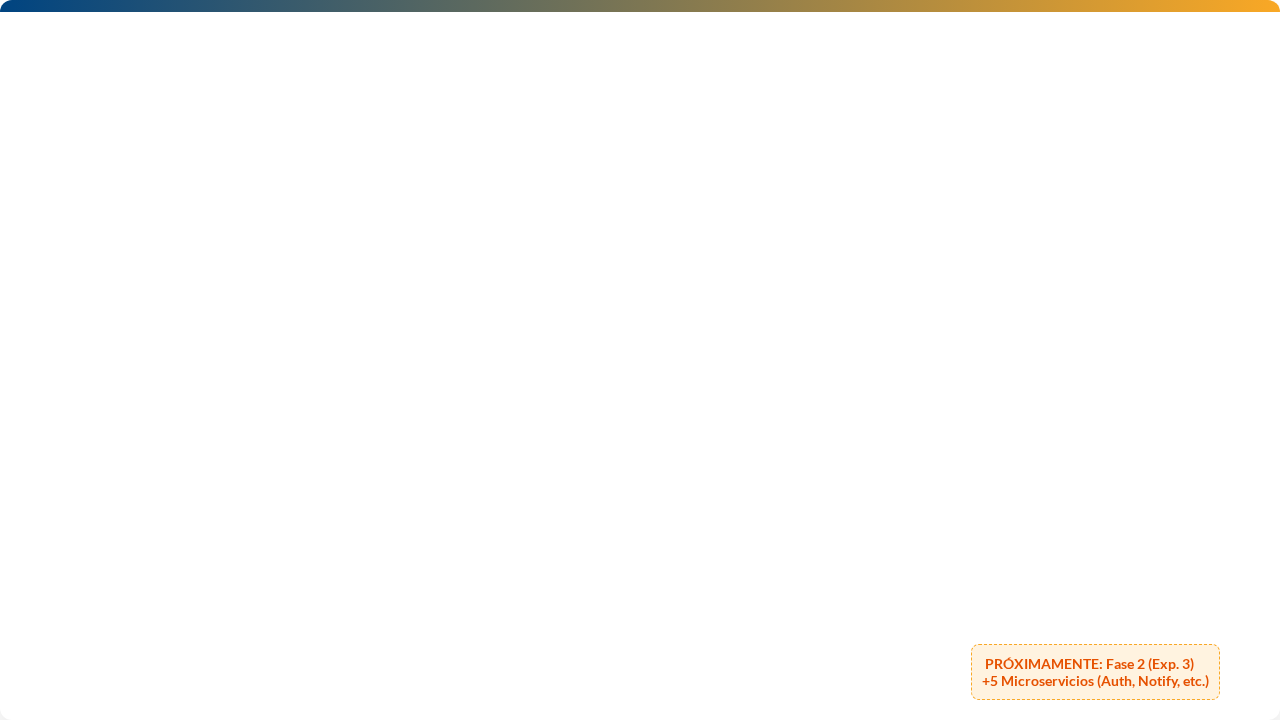 PRÓXIMAMENTE: Fase 2 (Exp. 3)
+5 Microservicios (Auth, Notify, etc.)